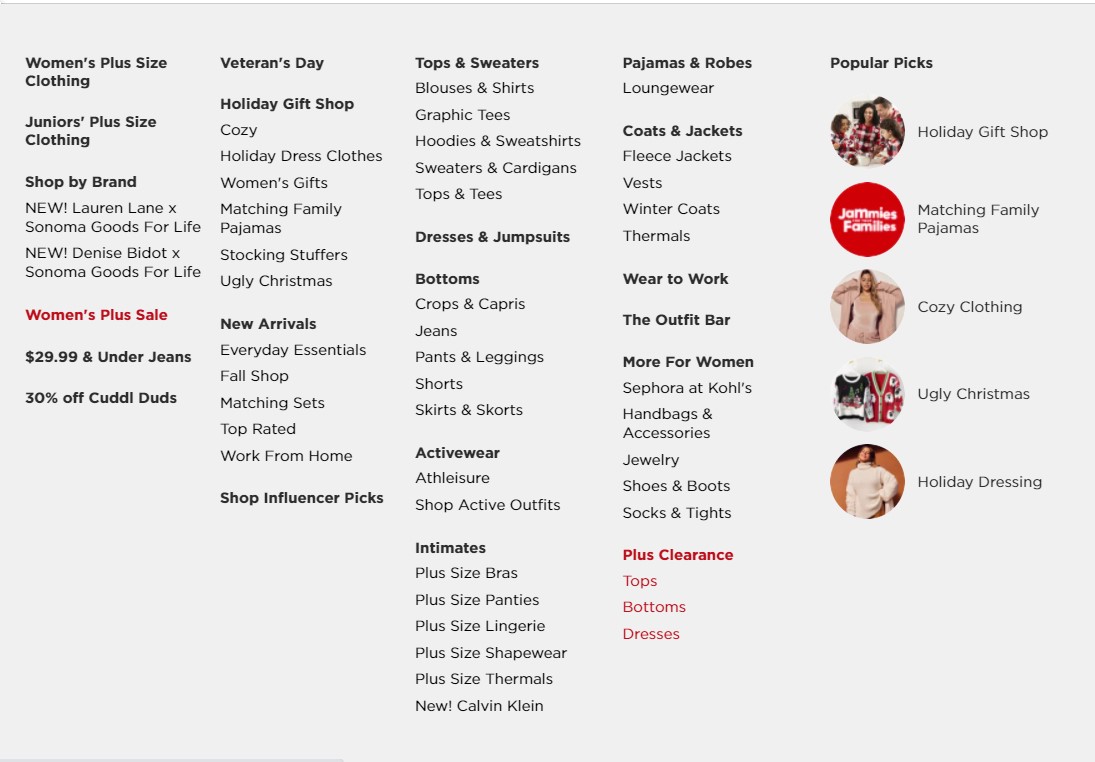 Women's Plus Size
Clothing
Juniors' Plus Size
Clothing
Shop by Brand
NEW! Lauren Lane x
Sonoma Goods For Life
NEW! Denise Bidot x
Sonoma Goods For Life
Women's Plus Sale
$29.99 & Under Jeans
30% off Cuddl Duds
Veteran's Day
Holiday Gift Shop
Cozy
Holiday Dress Clothes
Women's Gifts
Matching Family
Pajamas
Stocking Stuffers
Ugly Christmas
New Arrivals
Everyday Essentials
Fall Shop
Matching Sets
Top Rated
Work From Home
Shop Influencer Picks
Tops & Sweaters
Blouses & Shirts
Graphic Tees
Hoodies & Sweatshirts
Sweaters & Cardigans
Tops & Tees
Dresses & Jumpsuits
Bottoms
Crops & Capris
Jeans
Pants & Leggings
Shorts
Skirts & Skorts
Activewear
Athleisure
Shop Active Outfits
Intimates
Plus Size Bras
Plus Size Panties
Plus Size Lingerie
Plus Size Shapewear
Plus Size Thermals
New! Calvin Klein
Pajamas & Robes
Loungewear
Coats & Jackets
Fleece Jackets
Vests
Winter Coats
Thermals
Wear to Work
The Outfit Bar
More For Women
Sephora at Kohl's
Handbags &
Accessories
Jewelry
Shoes & Boots
Socks & Tights
Plus Clearance
Tops
Bottoms
Dresses
Popular Picks
Holiday Gift Shop
Jammies
Families
Matching Family
Pajamas
Cozy Clothing
Ugly Christmas
Holiday Dressing